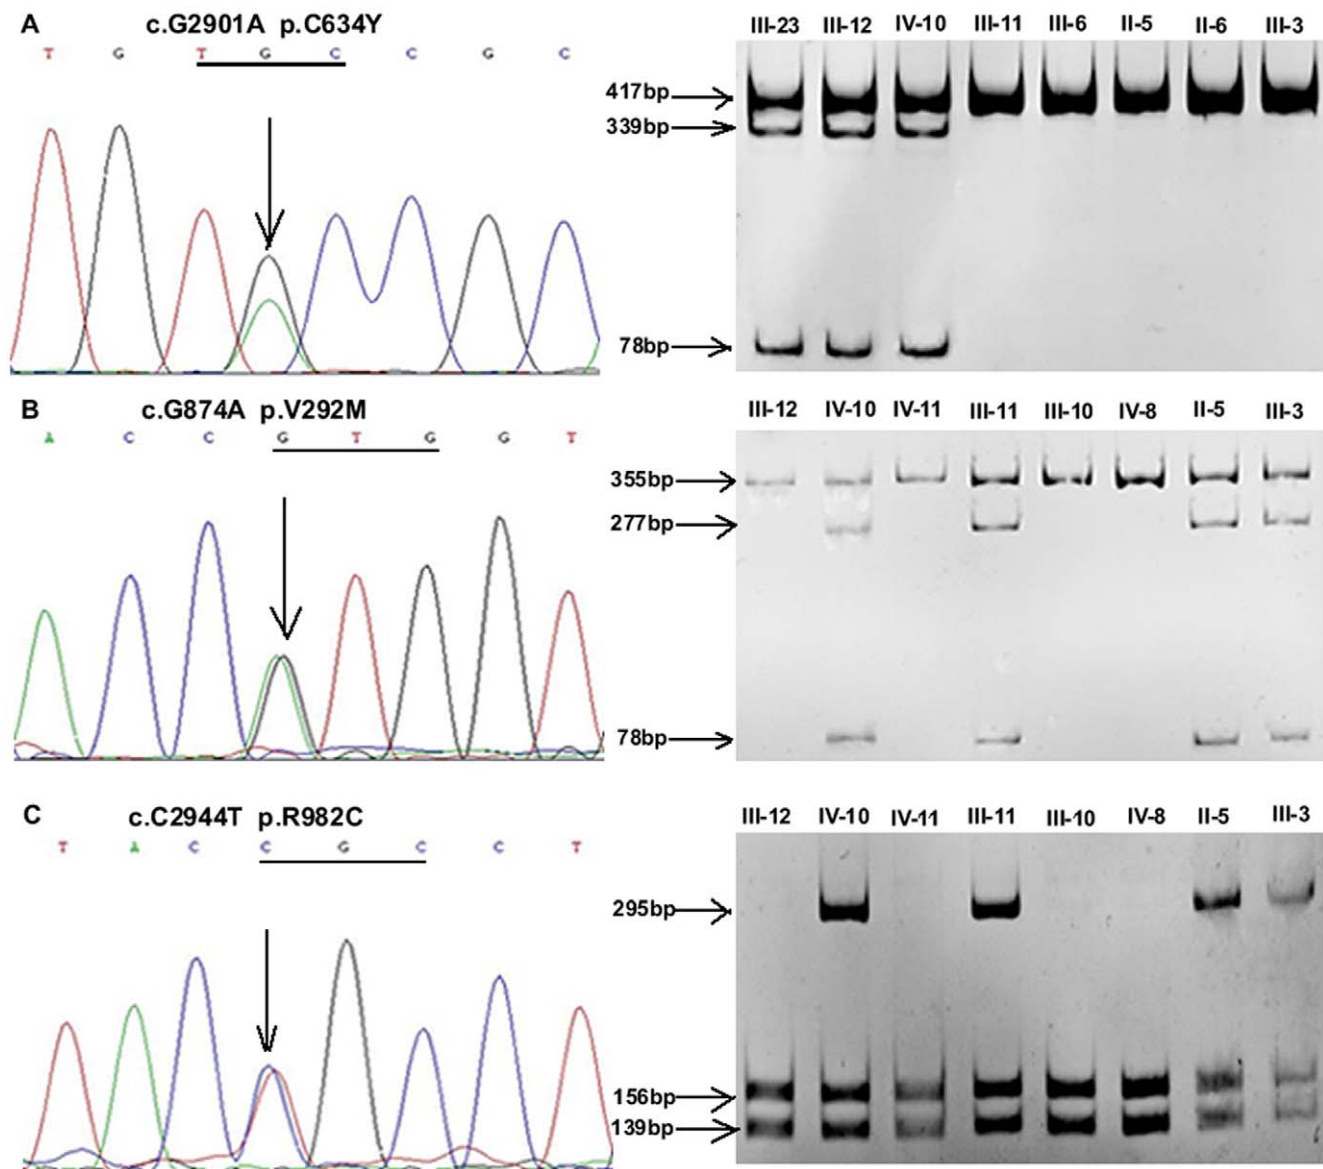 A c.G2901A p.C634Y
T G T G C C G C
III-23 III-12 IV-10 III-11 III-6 II-5 II-6 III-3
417bp
339bp
78bp
B c.G874A p.V292M
A C C G T G G T
III-12 IV-10 IV-11 III-11 III-10 IV-8 II-5 III-3
355bp
277bp
78bp
C c.C2944T p.R982C
T A C C G C C T
III-12 IV-10 IV-11 III-11 III-10 IV-8 II-5 III-3
295bp
156bp
139bp